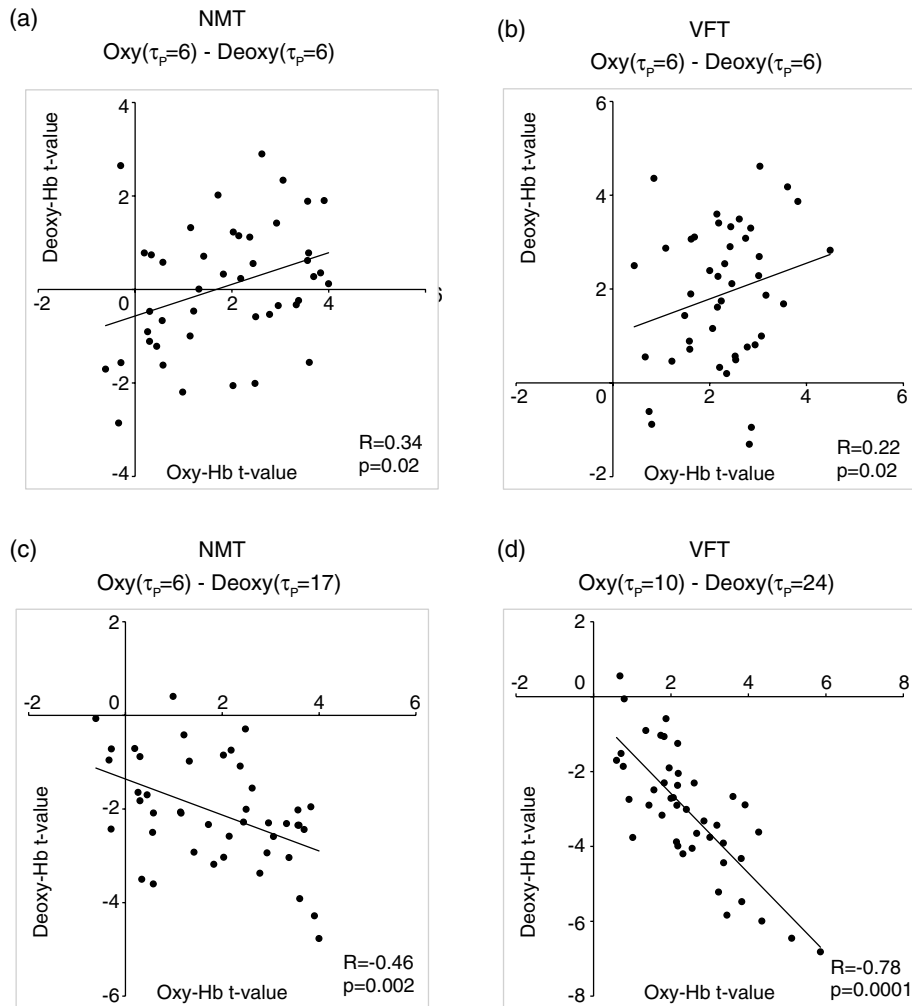 (a)
NMT
Oxy(τP=6) - Deoxy(τP=6)
4
2
0
-2
-4
-2
2
4
6
Deoxy-Hb t-value
Oxy-Hb t-value
R=0.34
p=0.02
(b)
VFT
Oxy(τP=6) - Deoxy(τP=6)
6
4
2
0
-2
-2
2
4
6
Deoxy-Hb t-value
Oxy-Hb t-value
R=0.22
p=0.02
(c)
NMT
Oxy(τP=6) - Deoxy(τP=17)
2
-2
0
2
4
6
-2
-4
-6
Deoxy-Hb t-value
Oxy-Hb t-value
R=-0.46
p=0.002
(d)
VFT
Oxy(τP=10) - Deoxy(τP=24)
2
-2
0
2
4
6
8
-2
-4
-6
-8
Deoxy-Hb t-value
Oxy-Hb t-value
R=-0.78
p=0.0001